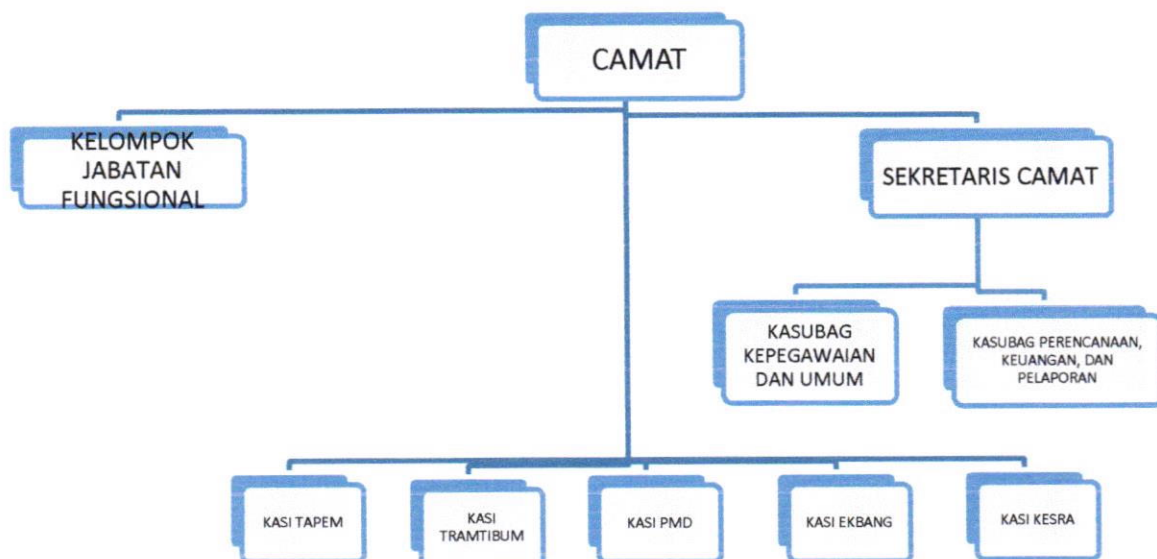 CAMAT
KELOMPOK
JABATAN
FUNGSIONAL
SEKRETARIS CAMAT
KASUBAG
KEPEGAWAIAN
DAN UMUM
KASUBAG PERENCANAAN,
KEUANGAN, DAN
PELAPORAN
KASI TAPEM
KASI
TRAMTIBUM
KASI PMD
KASI EKBANG
KASI KESRA